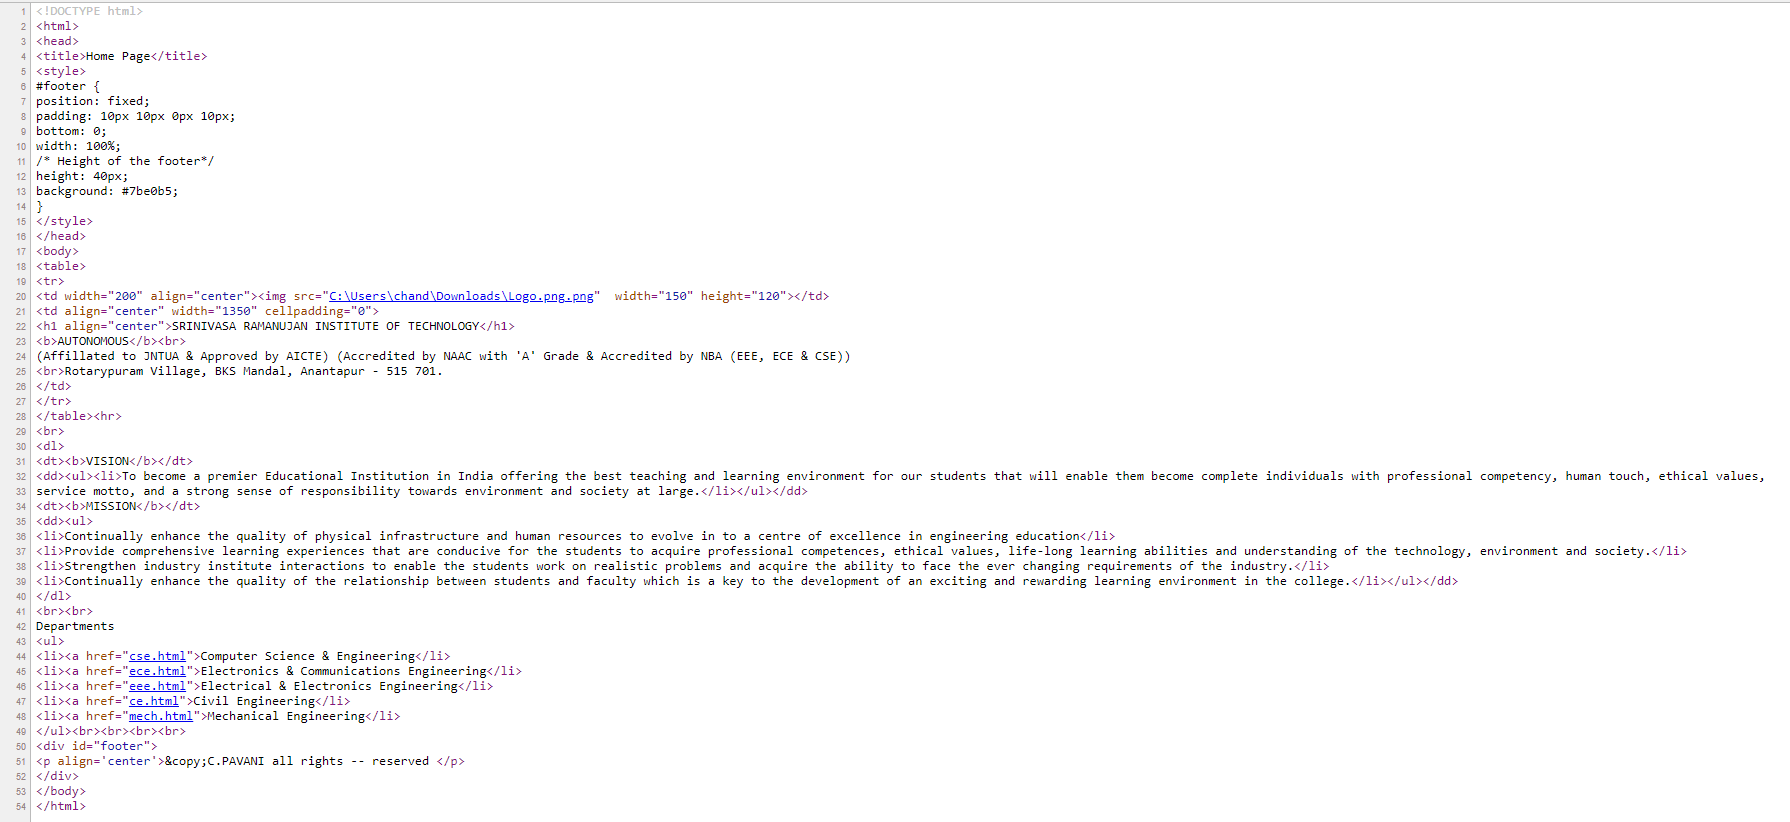 1 <!DOCTYPE html>
2 <html>
3 <head>
4 <title>Home Page</title>
5 <style>
6 #footer {
7 position: fixed;
8 padding: 10px 10px 0px 10px;
9 bottom: 0;
10 width: 100%;
11 /* Height of the footer*/
12 height: 40px;
13 background: #7be0b5;
14 }
15 </style>
16 </head>
17 <body>
18 <table>
19 <tr>
20 <td width="200" align="center"><img src="C:\Users\chand\Downloads\Logo.png.png"  width="150" height="120"></td>
21 <td align="center" width="1350" cellpadding="0">
22 <h1 align="center">SRINIVASA RAMANUJAN INSTITUTE OF TECHNOLOGY</h1>
23 <b>AUTONOMOUS</b><br>
24 (Affillated to JNTUA & Approved by AICTE) (Accredited by NAAC with 'A' Grade & Accredited by NBA (EEE, ECE & CSE))
25 <br>Rotarypuram Village, BKS Mandal, Anantapur - 515 701.
26 </td>
27 </tr>
28 </table><hr>
29 <br>
30 <dl>
31 <dt><b>VISION</b></dt>
32 <dd><ul><li>To become a premier Educational Institution in India offering the best teaching and learning environment for our students that will enable them become complete individuals with professional competency, human touch, ethical values,
33 service motto, and a strong sense of responsibility towards environment and society at large.</li></ul></dd>
34 <dt><b>MISSION</b></dt>
35 <dd><ul>
36 <li>Continually enhance the quality of physical infrastructure and human resources to evolve in to a centre of excellence in engineering education</li>
37 <li>Provide comprehensive learning experiences that are conducive for the students to acquire professional competences, ethical values, life-long learning abilities and understanding of the technology, environment and society.</li>
38 <li>Strengthen industry institute interactions to enable the students work on realistic problems and acquire the ability to face the ever changing requirements of the industry.</li>
39 <li>Continually enhance the quality of the relationship between students and faculty which is a key to the development of an exciting and rewarding learning environment in the college.</li></ul></dd>
40 </dl>
41 <br><br>
42 Departments
43 <ul>
44 <li><a href="cse.html">Computer Science & Engineering</li>
45 <li><a href="ece.html">Electronics & Communications Engineering</li>
46 <li><a href="eee.html">Electrical & Electronics Engineering</li>
47 <li><a href="ce.html">Civil Engineering</li>
48 <li><a href="mech.html">Mechanical Engineering</li>
49 </ul><br><br><br><br>
50 <div id="footer">
51 <p align='center'>&copy;C.PAVANI all rights -- reserved </p>
52 </div>
53 </body>
54 </html>